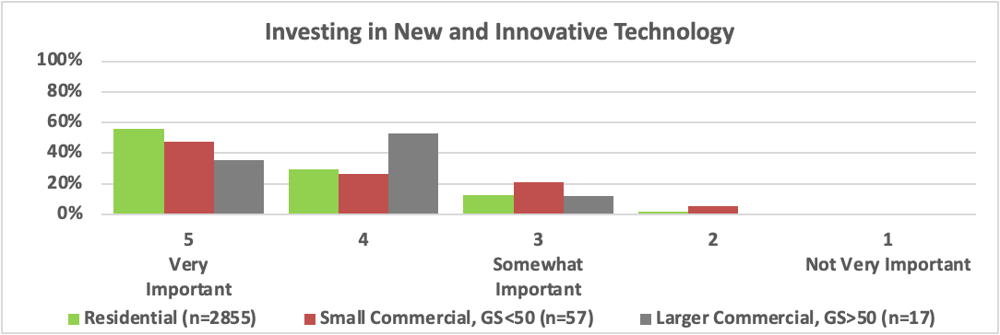 Investing in New and Innovative Technology
100%
80%
60%
40%
20%
0%
5 4 3 2 1
Very Somewhat Not Very Important
Important Important
Residential (n=2855) Small Commercial, GS<50 (n=57) Larger Commercial, GS>50 (n=17)